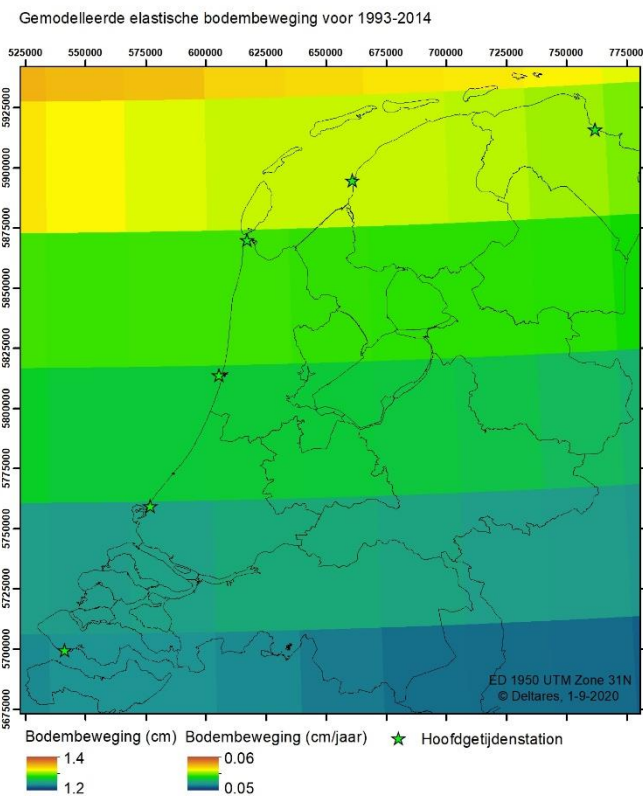 Gemodelleerde elastische bodembeweging voor 1993-2014
525000 550000 575000 600000 625000 650000 675000 700000 725000 750000 775000
5925000
5900000
5875000
5850000
5825000
5800000
5775000
5750000
5725000
5700000
5675000
ED 1950 UTM Zone 31N
© Deltares, 1-9-2020
Bodembeweging (cm) Bodembeweging (cm/jaar) Hoofdgetijdenstation
1.4 0.06
1.2 0.05